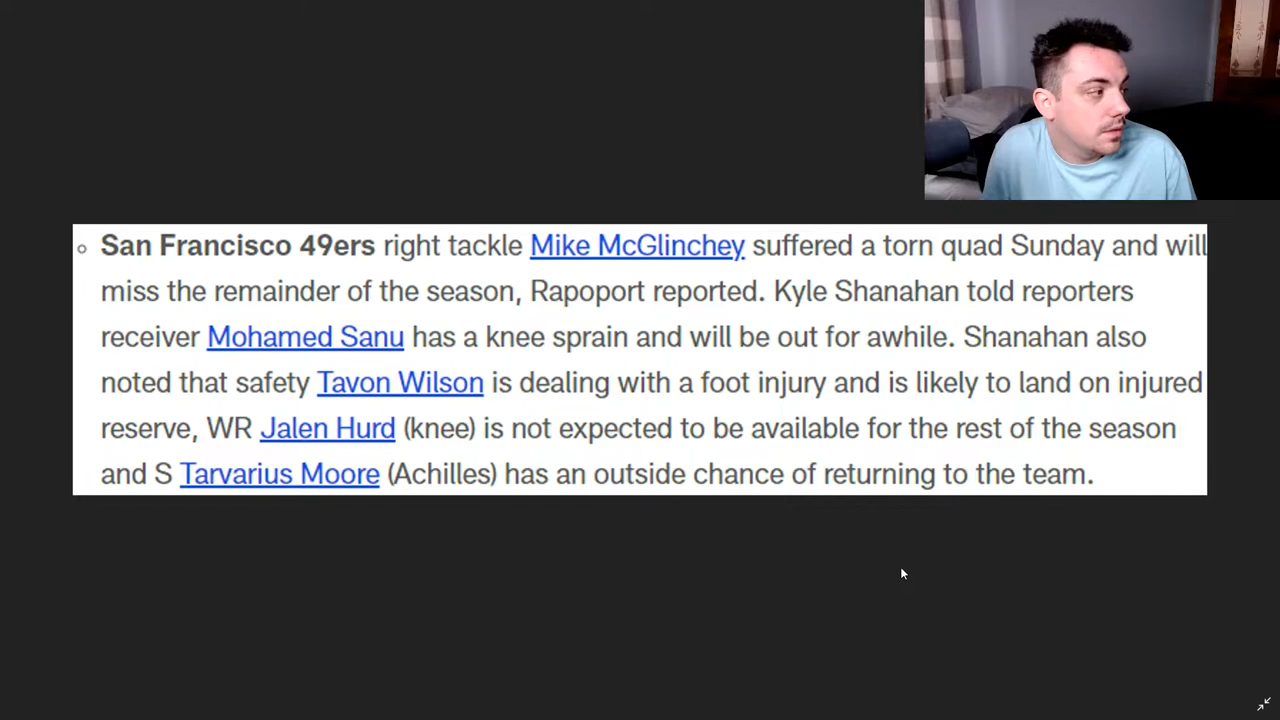 San Francisco 49ers right tackle Mike McGlinchey suffered a torn quad Sunday and will
miss the remainder of the season, Rapoport reported. Kyle Shanahan told reporters
receiver Mohamed Sanu has a knee sprain and will be out for awhile. Shanahan also
noted that safety Tavon Wilson is dealing with a foot injury and is likely to land on injured
reserve, WR Jalen Hurd (knee) is not expected to be available for the rest of the season
and S Tarvarius Moore (Achilles) has an outside chance of returning to the team.